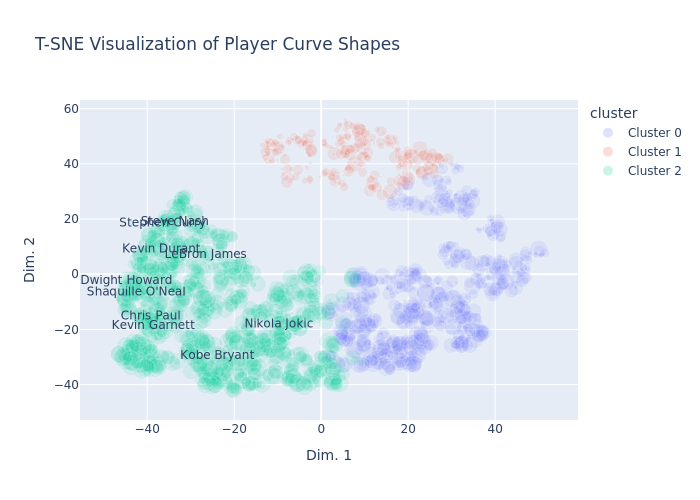 T-SNE Visualization of Player Curve Shapes
cluster
Cluster 0
Cluster 1
Cluster 2
60
40
20
0
−20
−40
Dim. 2
Steve Nash
Stephen Curry
Kevin Durant
LeBron James
Dwight Howard
Shaquille O'Neal
Chris Paul
Kevin Garnett
Nikola Jokic
Kobe Bryant
−40
−20
0
20
40
Dim. 1